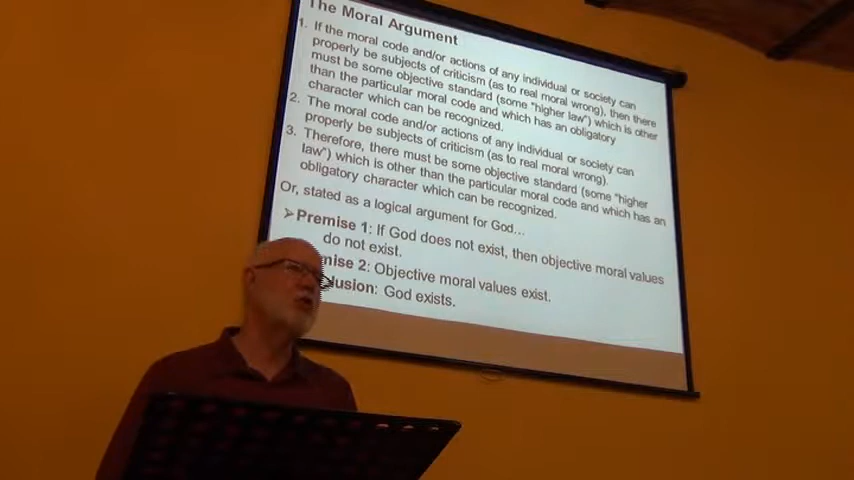 The Moral Argument
1. If the moral code and/or actions of any individual or society can
properly be subjects of criticism (as to real moral wrong), then there
must be some objective standard (some "higher law") which is other
than the particular moral code and which has an obligatory
character which can be recognized.
2. The moral code and/or actions of any individual or society can
properly be subjects of criticism (as to real moral wrong).
3. Therefore, there must be some objective standard (some "higher
law") which is other than the particular moral code and which has an
obligatory character which can be recognized.
Or, stated as a logical argument for God...
➢Premise 1: If God does not exist, then objective moral values
do not exist.
mise 2: Objective moral values exist.
lusion: God exists.